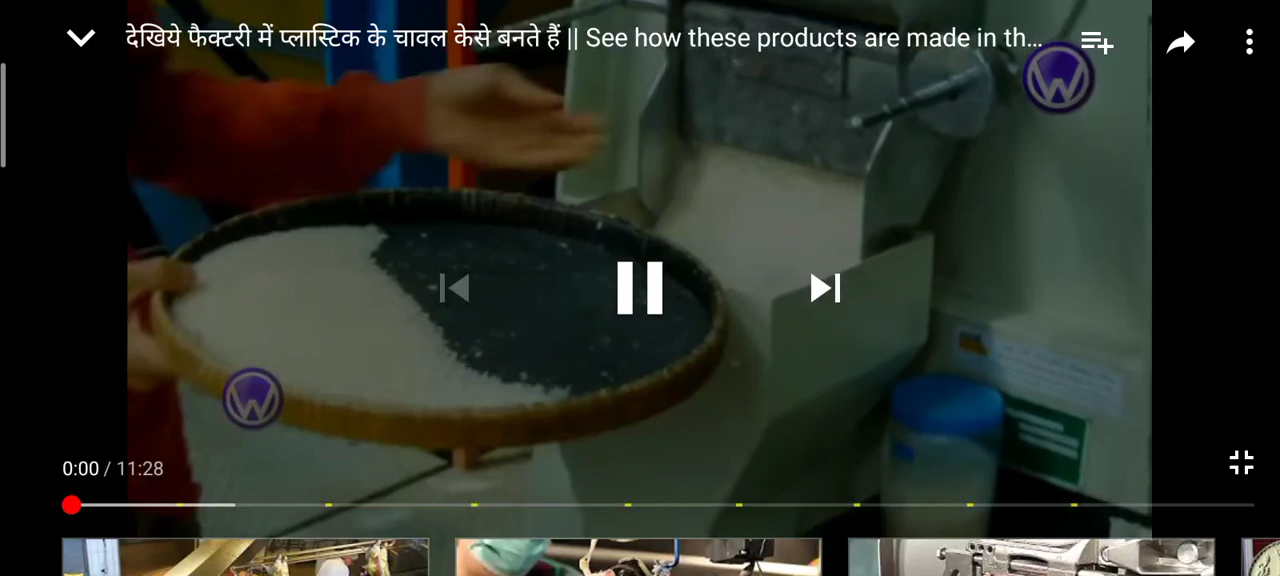 देखिये फैक्टरी में प्लास्टिक के चावल केसे बनते हैं || See how these products are made in th...
W
W
0:00 / 11:28